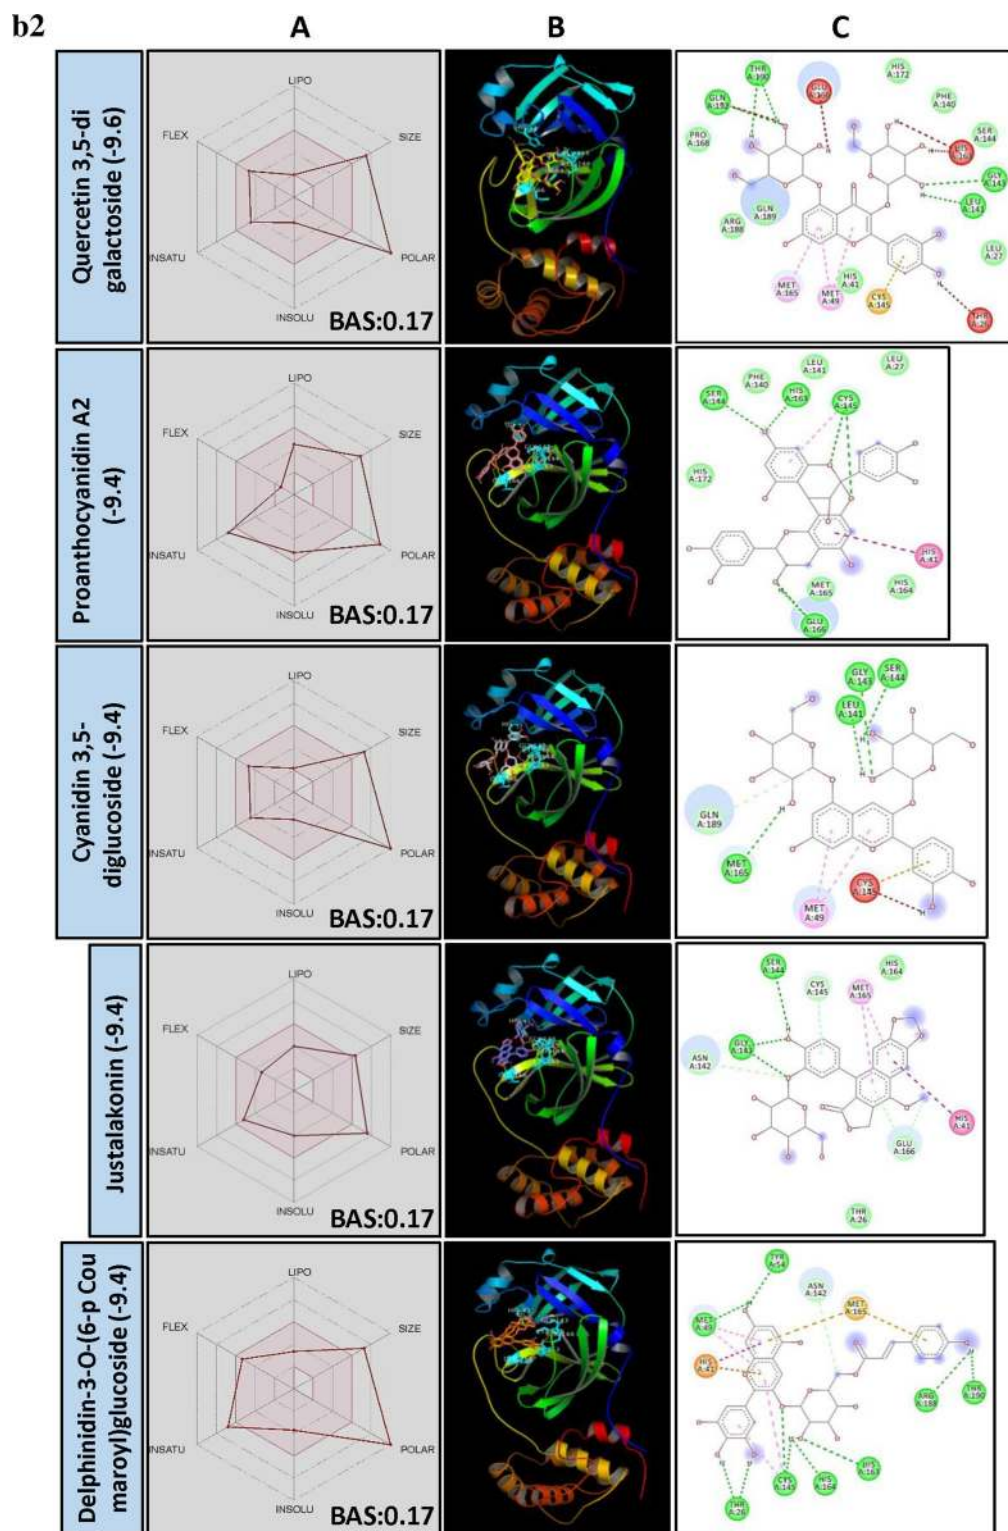 b2
A
B
C
Quercetin 3,5-di
galactoside (-9.6)
LIPO
FLEX
SIZE
INSATU
POLAR
INSOLU
BAS:0.17
THR
A:190
HIS
A:172
GLN
A:192
PHE
A:140
PRO
A:168
SER
A:144
GLY
A:143
LEU
A:141
GLN
A:189
ARG
A:188
LEU
A:27
HIS
A:41
MET
A:165
MET
A:49
CYS
A:145
Proanthocyanidin A2
(-9.4)
LIPO
FLEX
SIZE
INSATU
POLAR
INSOLU
BAS:0.17
LEU
A:141
LEU
A:27
PHE
A:140
SER
A:144
HIS
A:163
CYS
A:145
HIS
A:172
HIS
A:41
MET
A:165
HIS
A:164
GLU
A:166
Cyanidin 3,5-
diglucoside (-9.4)
LIPO
FLEX
SIZE
INSATU
POLAR
INSOLU
BAS:0.17
GLY
A:143
SER
A:144
LEU
A:141
GLN
A:189
MET
A:165
CYS
A:145
MET
A:49
Justalakonin (-9.4)
LIPO
FLEX
SIZE
INSATU
POLAR
INSOLU
BAS:0.17
SER
A:144
HIS
A:164
CYS
A:145
MET
A:165
GLY
A:143
ASN
A:142
HIS
A:41
GLU
A:166
THR
A:26
Delphinidin-3-O-(6-p Cou
maroyl)glucoside (-9.4)
LIPO
FLEX
SIZE
INSATU
POLAR
INSOLU
BAS:0.17
TYR
A:54
ASN
A:142
MET
A:165
MET
A:49
HIS
A:41
ARG
A:188
THR
A:190
HIS
A:163
CYS
A:145
HIS
A:164
THR
A:26